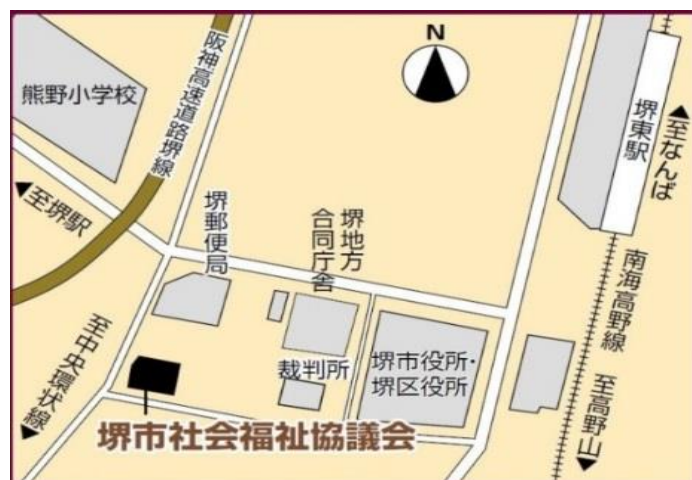 N
熊野小学校
阪神高速道路堺線
堺東駅
▲至なんば
◀至堺駅
堺郵便局
堺地方
合同庁舎
南海高野線
至中央環状線▶
裁判所
堺市役所・
堺区役所
至高野山▶
堺市社会福祉協議会